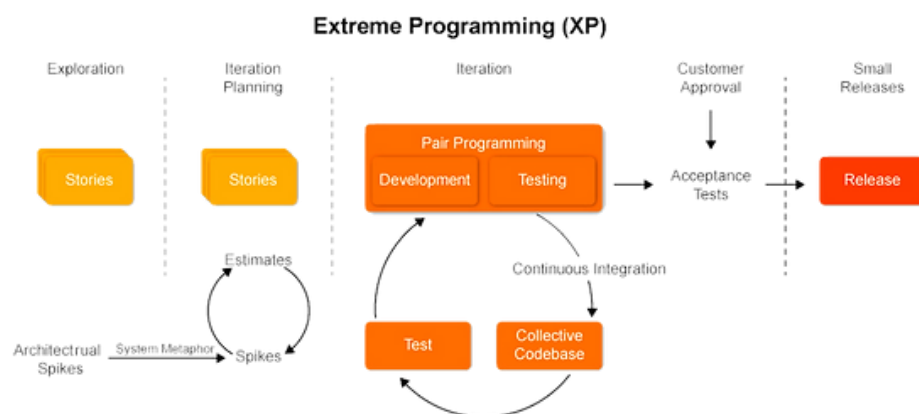 Extreme Programming (XP)
Exploration
Iteration
Planning
Iteration
Customer
Approval
Small
Releases
Stories
Stories
Pair Programming
Development
Testing
Acceptance
Tests
Release
Estimates
Continuous Integration
Architectrual
Spikes
System Metaphor
Spikes
Test
Collective
Codebase